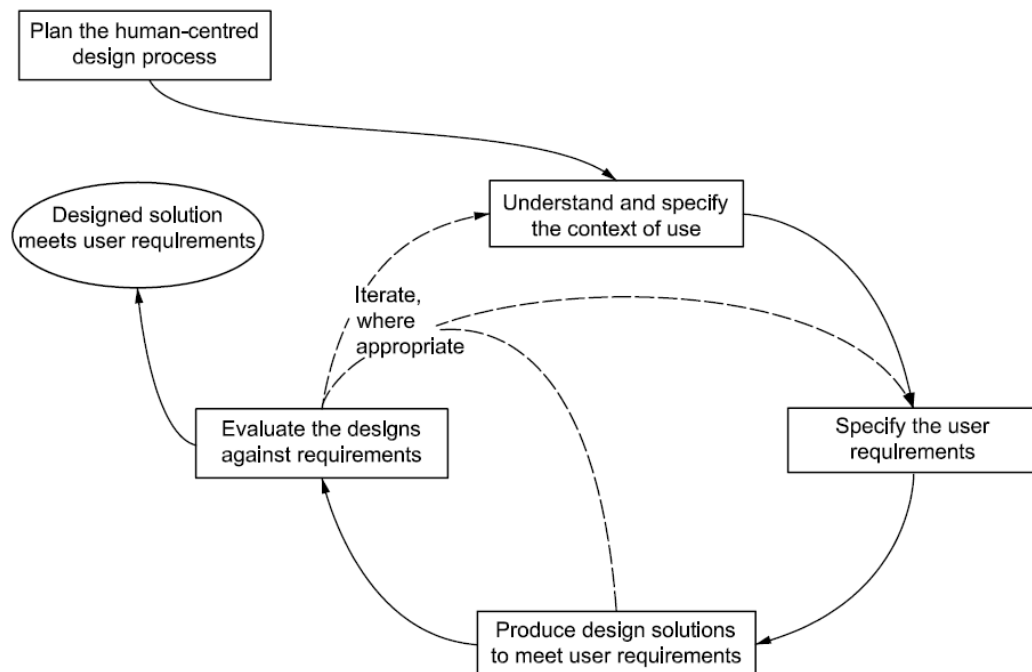 Plan the human-centred
design process
Understand and specify
the context of use
Designed solution
meets user requirements
Iterate,
where
appropriate
Evaluate the designs
against requirements
Specify the user
requirements
Produce design solutions
to meet user requirements